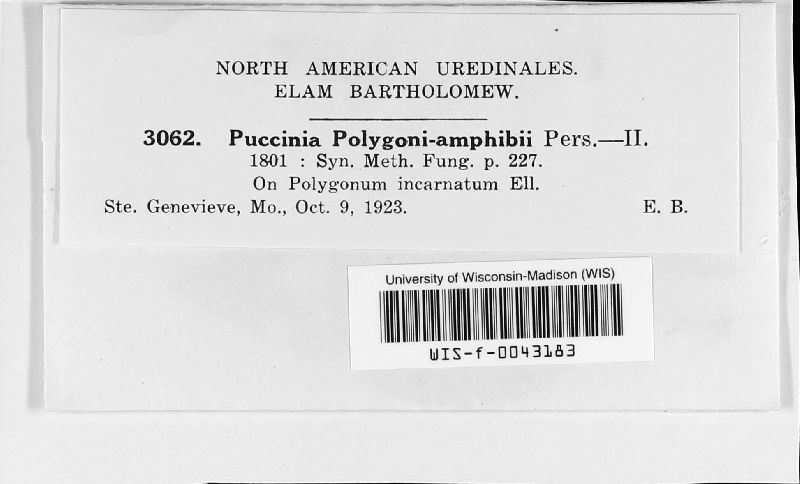 NORTH AMERICAN UREDINALES.
ELAM BARTHOLOMEW.
3062. Puccinia Polygoni-amphibii Pers.—II.
1801 : Syn. Meth. Fung. p. 227.
On Polygonum incarnatum Ell.
Ste. Genevieve, Mo., Oct. 9, 1923. E. B.
University of Wisconsin-Madison (WIS)
WIS-f-0043183